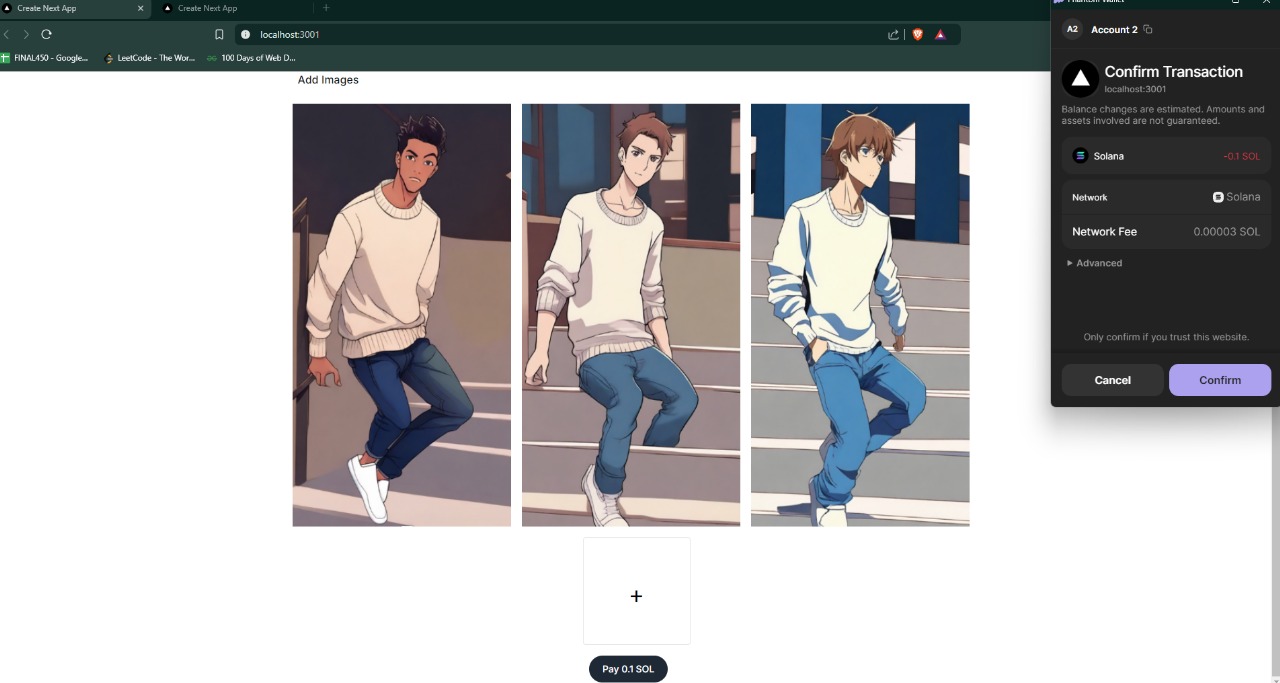 Create Next App
Create Next App
localhost:3001
FINAL450 - Google...
LeetCode - The Wor...
100 Days of Web D...
Add Images
+
Pay 0.1 SOL
Phantom Wallet
A2
Account 2
Confirm Transaction
localhost:3001
Balance changes are estimated. Amounts and
assets involved are not guaranteed.
Solana
-0.1 SOL
Network
Solana
Network Fee
0.00003 SOL
Advanced
Only confirm if you trust this website.
Cancel
Confirm